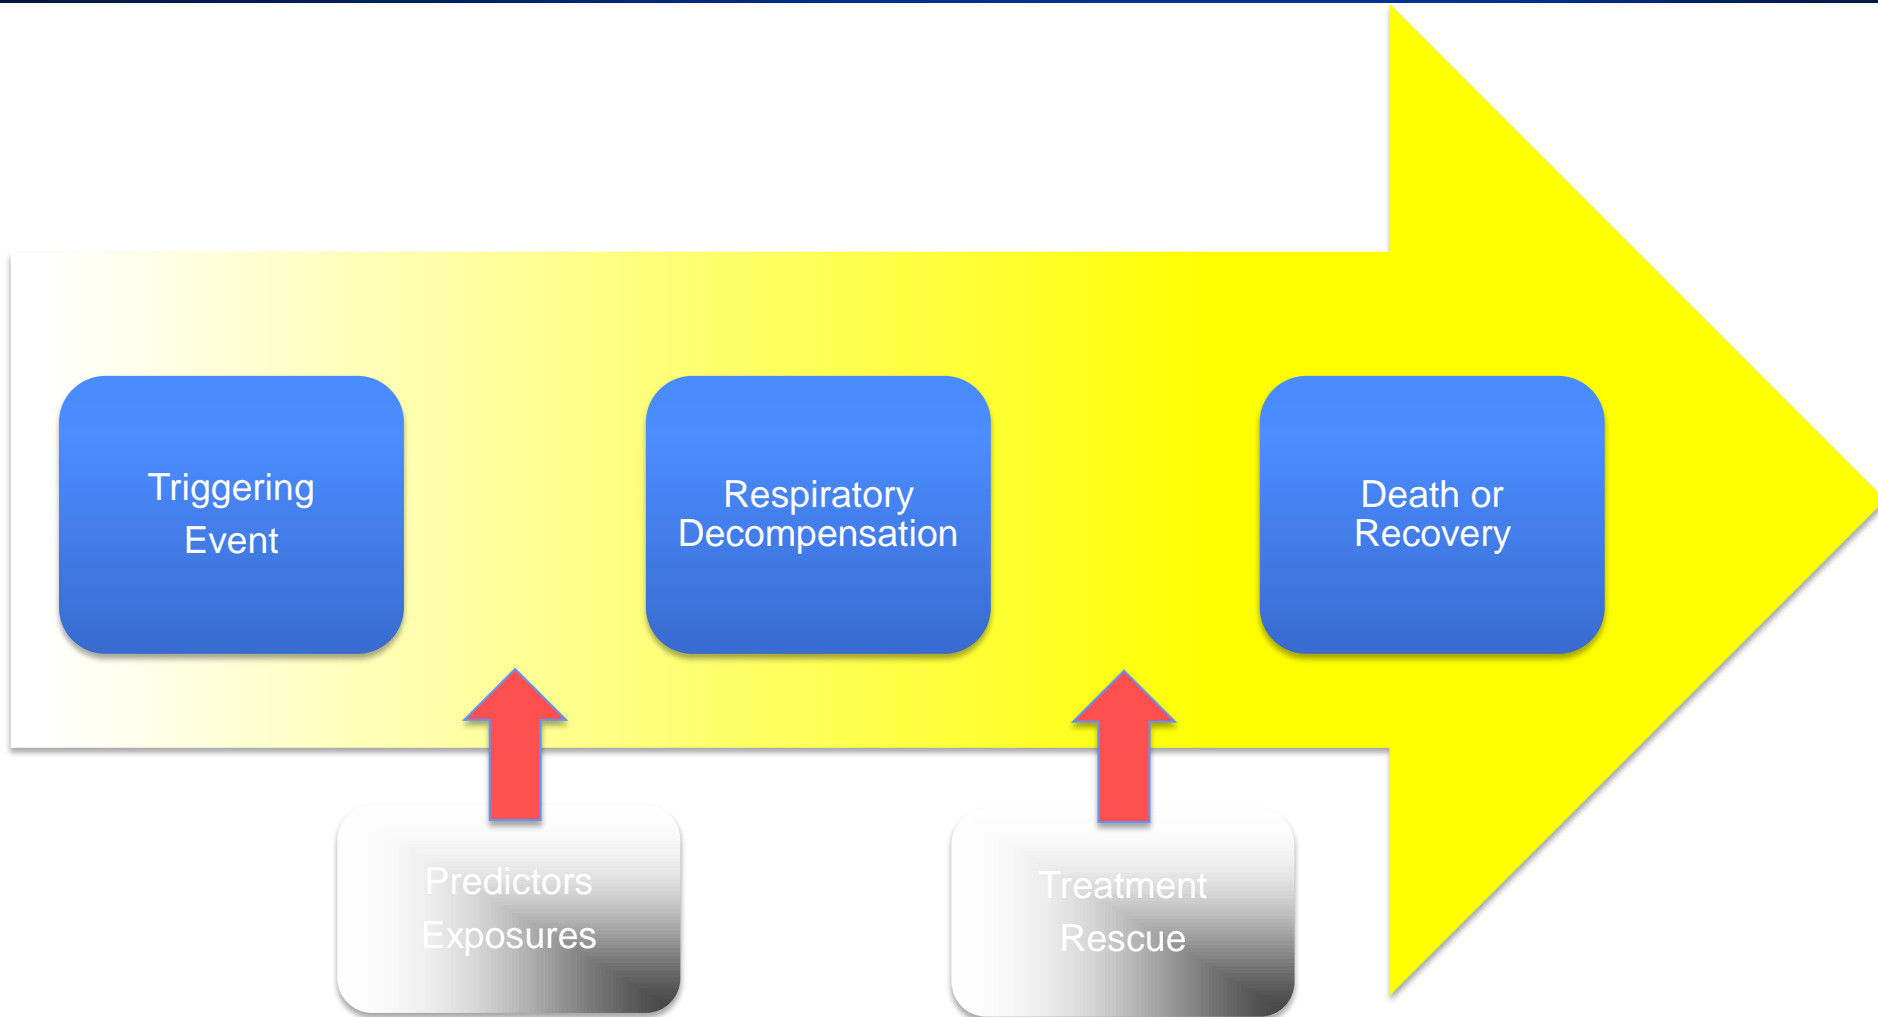 Triggering
Event
Respiratory
Decompensation
Death or
Recovery
Predictors
Exposures
Treatment
Rescue